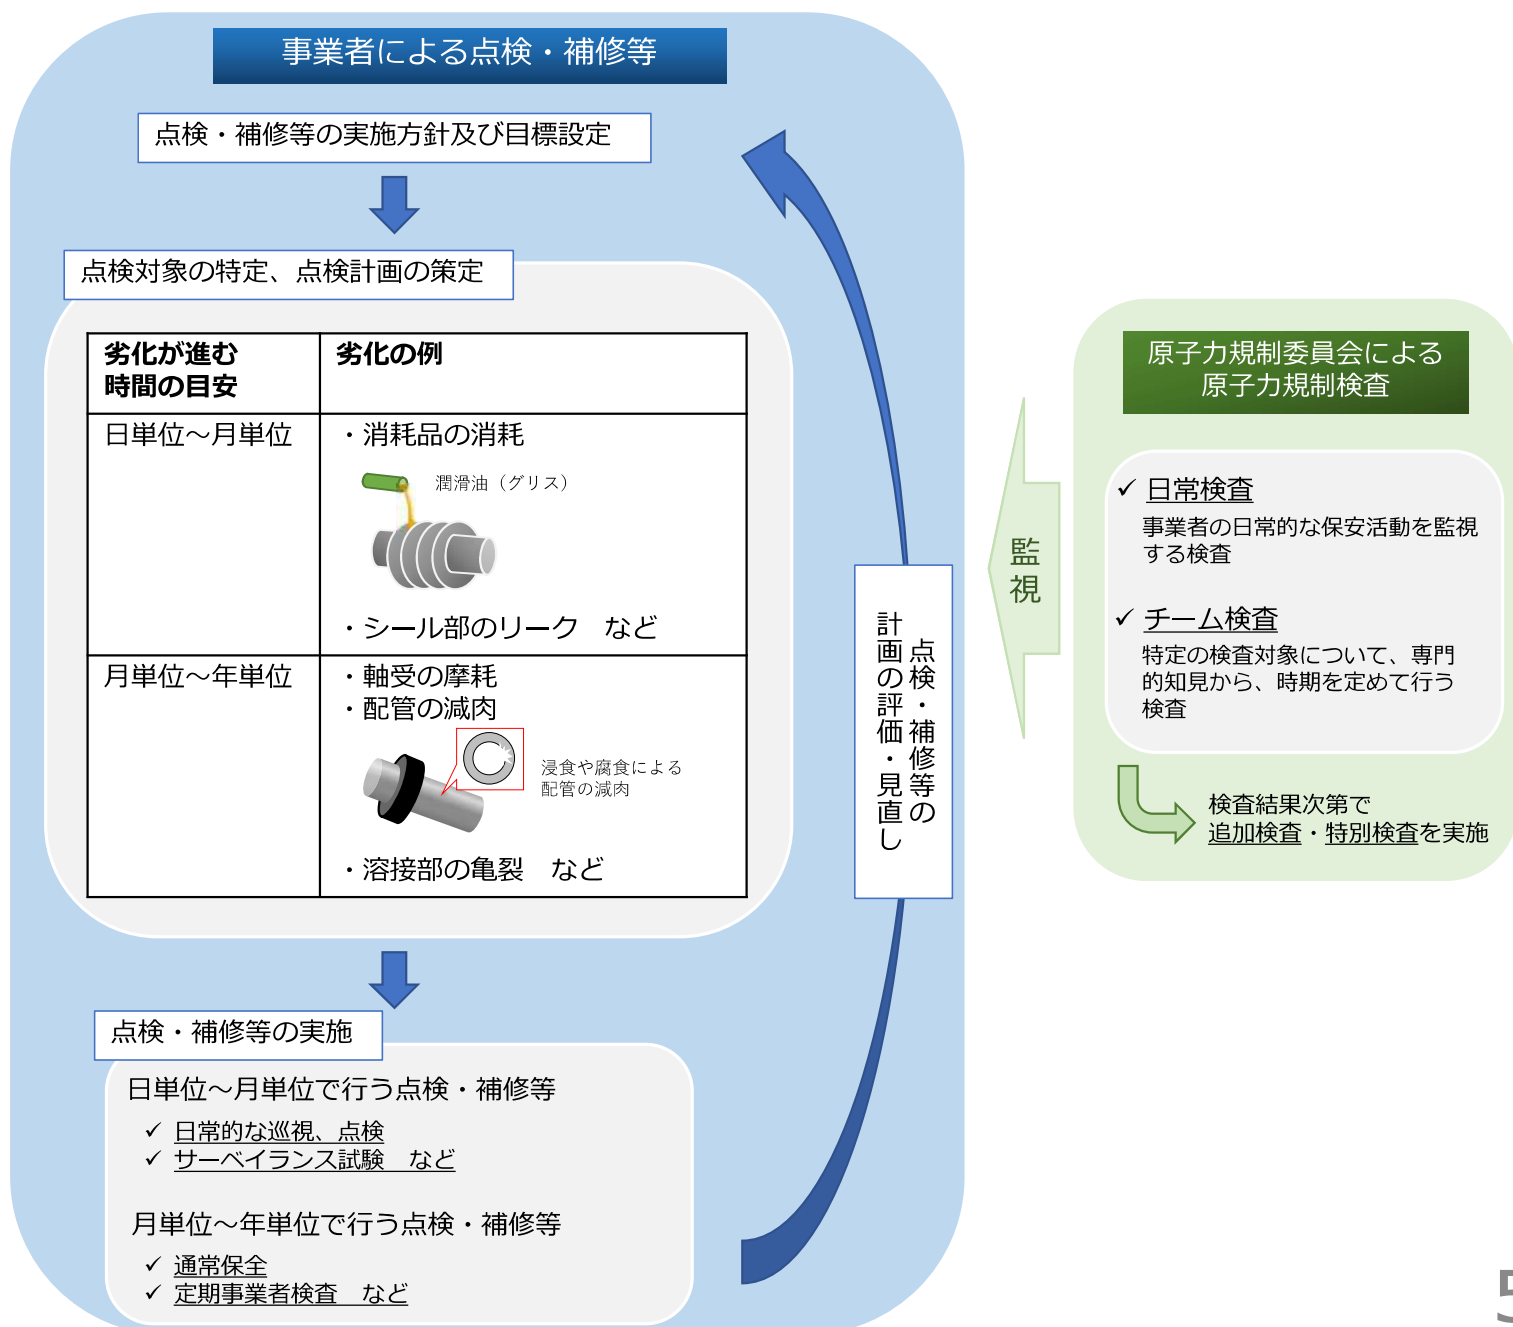 事業者による点検・補修等
点検・補修等の実施方針及び目標設定
点検対象の特定、点検計画の策定
劣化が進む
時間の目安
劣化の例
日単位～月単位
・消耗品の消耗
潤滑油（グリス）
・シール部のリーク　など
月単位～年単位
・軸受の摩耗
・配管の減肉
浸食や腐食による
配管の減肉
・溶接部の亀裂　など
点検・補修等の実施
日単位～月単位で行う点検・補修等
✓ 日常的な巡視、点検
✓ サーベイランス試験　など
月単位～年単位で行う点検・補修等
✓ 通常保全
✓ 定期事業者検査　など
点検・補修等の
計画の評価・見直し
監視
原子力規制委員会による
原子力規制検査
✓ 日常検査
事業者の日常的な保安活動を監視
する検査
✓ チーム検査
特定の検査対象について、専門
的知見から、時期を定めて行う
検査
検査結果次第で
追加検査・特別検査を実施
5